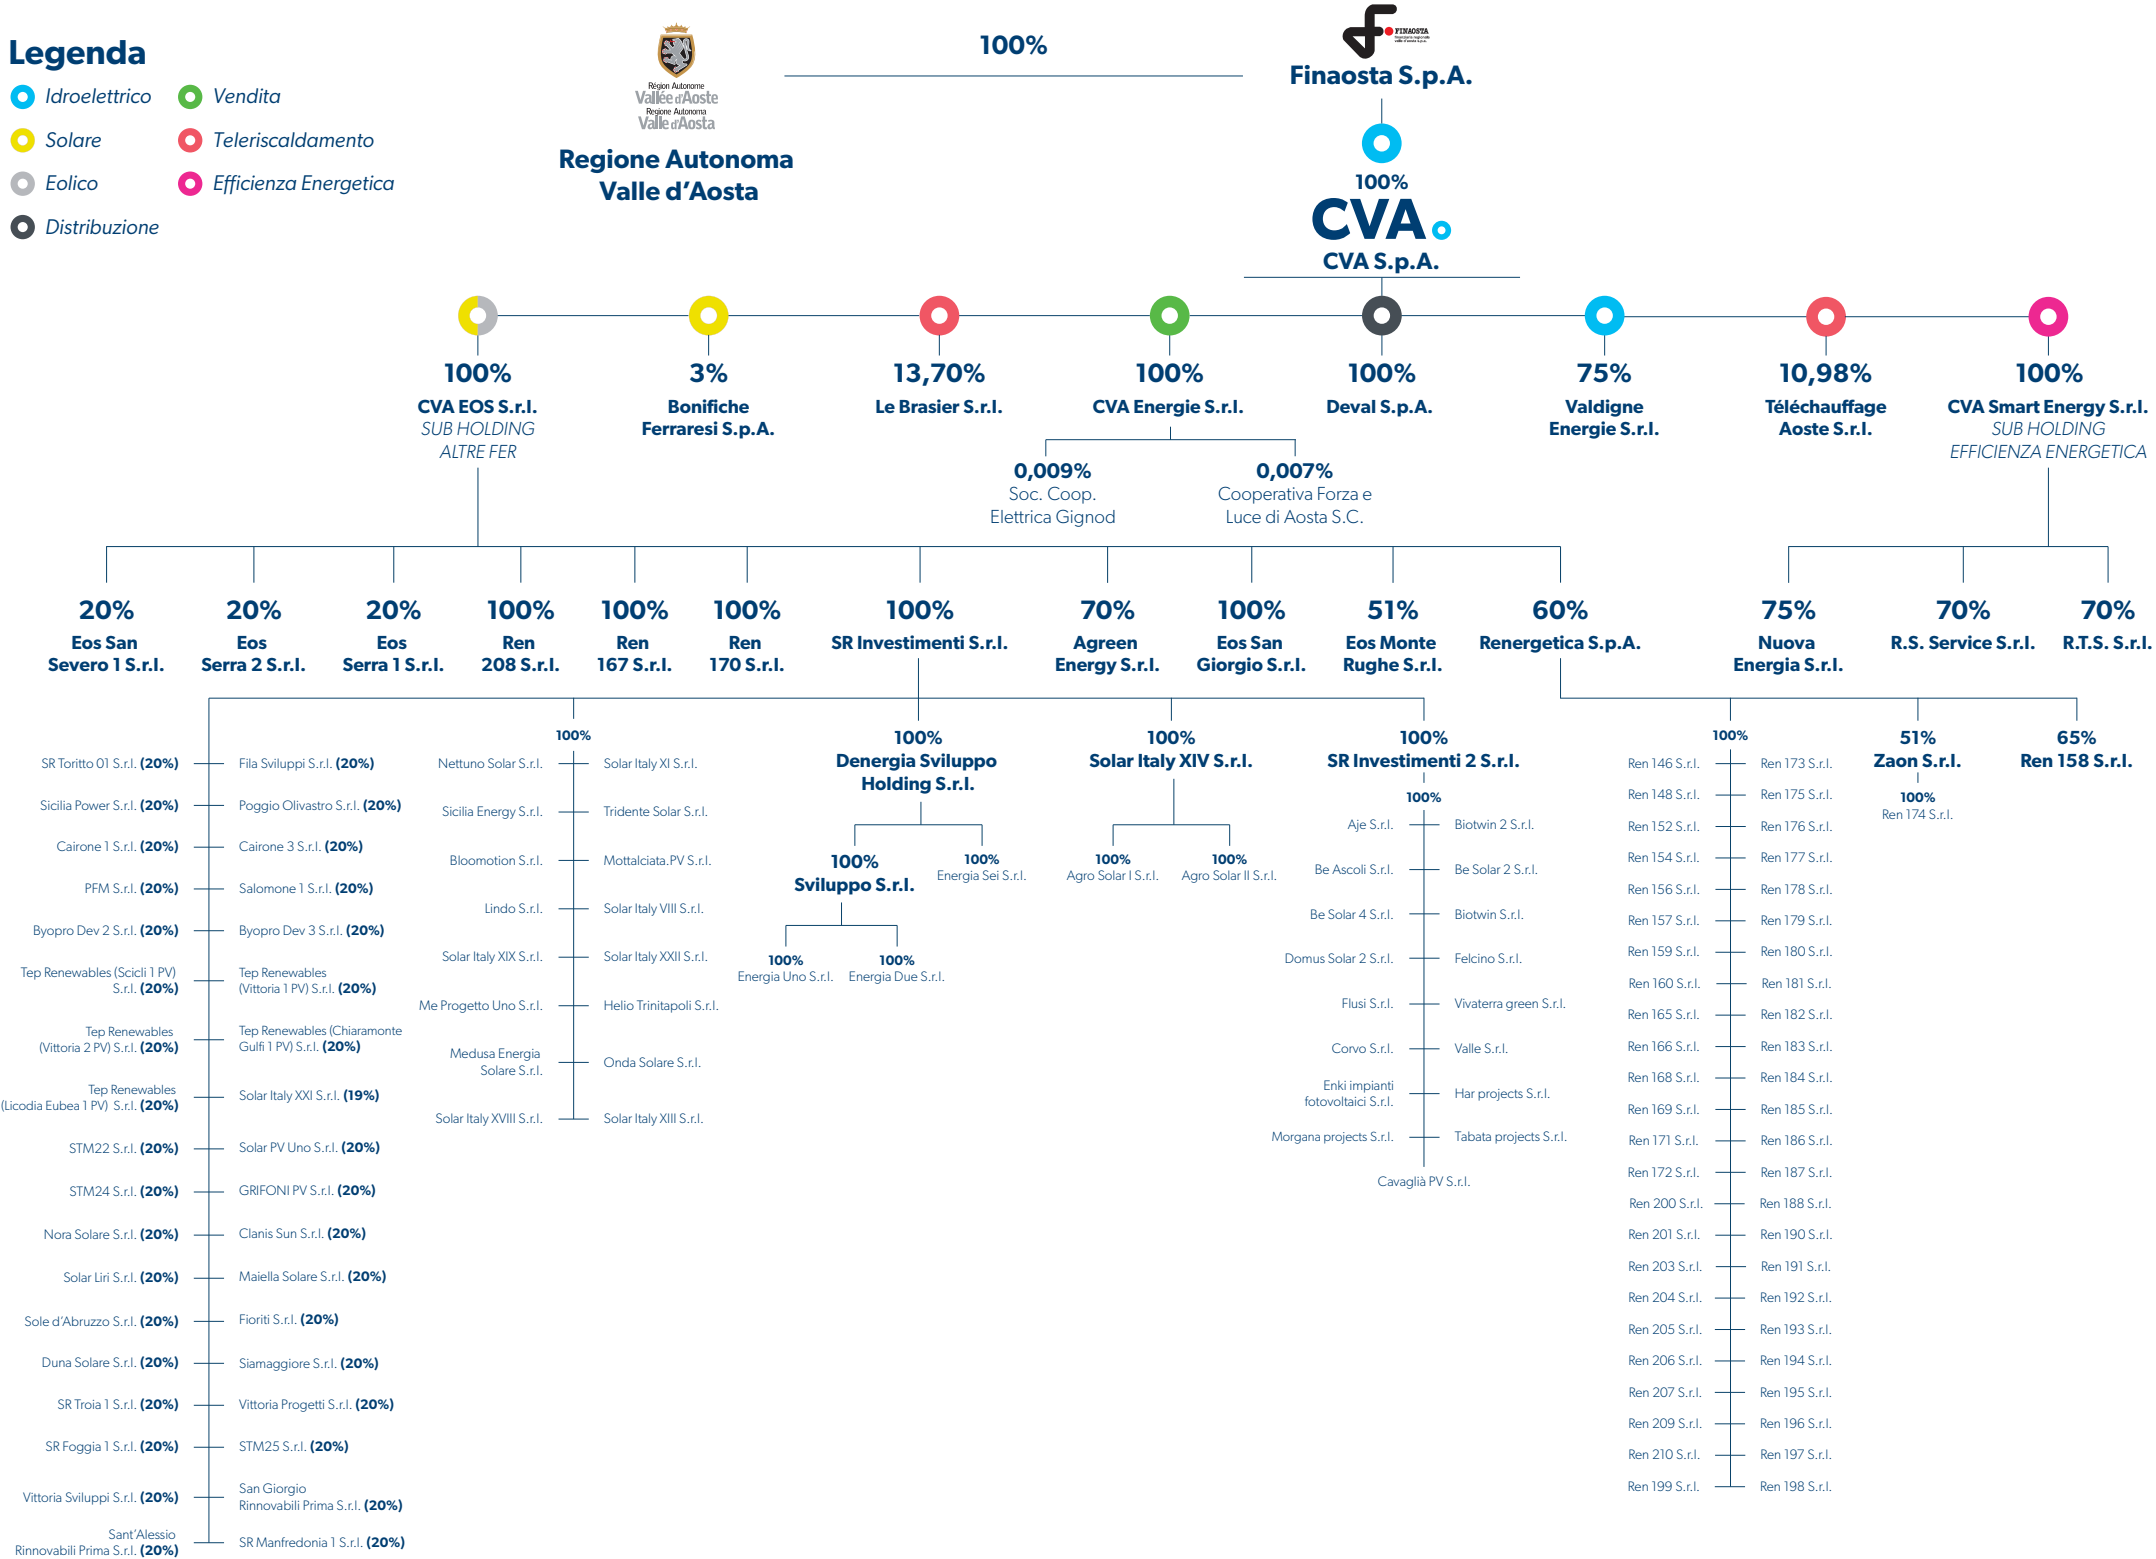 Legenda
Idroelettrico
Vendita
Solare
Teleriscaldamento
Eolico
Efficienza Energetica
Distribuzione
Région Autonome
Vallée d'Aoste
Regione Autonoma
Valle d'Aosta
Regione Autonoma
Valle d'Aosta
100%
FINAOSTA
Finaosta S.p.A.
100%
CVA
CVA S.p.A.
100%
CVA EOS S.r.l.
SUB HOLDING
ALTRE FER
3%
Bonifiche
Ferraresi S.p.A.
13,70%
Le Brasier S.r.l.
100%
CVA Energie S.r.l.
0,009%
Soc. Coop.
Elettrica Gignod
0,007%
Cooperativa Forza e
Luce di Aosta S.C.
100%
Deval S.p.A.
75%
Valdigne
Energie S.r.l.
10,98%
Téléchauffage
Aoste S.r.l.
100%
CVA Smart Energy S.r.l.
SUB HOLDING
EFFICIENZA ENERGETICA
20%
Eos San
Severo 1 S.r.l.
20%
Eos
Serra 2 S.r.l.
20%
Eos
Serra 1 S.r.l.
100%
Ren
208 S.r.l.
100%
Ren
167 S.r.l.
100%
Ren
170 S.r.l.
100%
SR Investimenti S.r.l.
70%
Agreen
Energy S.r.l.
100%
Eos San
Giorgio S.r.l.
51%
Eos Monte
Rughe S.r.l.
60%
Renergetica S.p.A.
75%
Nuova
Energia S.r.l.
70%
R.S. Service S.r.l.
70%
R.T.S. S.r.l.
SR Toritto 01 S.r.l. (20%)
Fila Sviluppi S.r.l. (20%)
Sicilia Power S.r.l. (20%)
Poggio Olivastro S.r.l. (20%)
Cairone 1 S.r.l. (20%)
Cairone 3 S.r.l. (20%)
PFM S.r.l. (20%)
Salomone 1 S.r.l. (20%)
Byopro Dev 2 S.r.l. (20%)
Byopro Dev 3 S.r.l. (20%)
Tep Renewables (Scicli 1 PV)
S.r.l. (20%)
Tep Renewables
(Vittoria 1 PV) S.r.l. (20%)
Tep Renewables
(Vittoria 2 PV) S.r.l. (20%)
Tep Renewables (Chiaramonte
Gulfi 1 PV) S.r.l. (20%)
Tep Renewables
(Licodia Eubea 1 PV) S.r.l. (20%)
Solar Italy XXI S.r.l. (19%)
STM22 S.r.l. (20%)
Solar PV Uno S.r.l. (20%)
STM24 S.r.l. (20%)
GRIFONI PV S.r.l. (20%)
Nora Solare S.r.l. (20%)
Clanis Sun S.r.l. (20%)
Solar Liri S.r.l. (20%)
Maiella Solare S.r.l. (20%)
Sole d'Abruzzo S.r.l. (20%)
Fioriti S.r.l. (20%)
Duna Solare S.r.l. (20%)
Siamaggiore S.r.l. (20%)
SR Troia 1 S.r.l. (20%)
Vittoria Progetti S.r.l. (20%)
SR Foggia 1 S.r.l. (20%)
STM25 S.r.l. (20%)
Vittoria Sviluppi S.r.l. (20%)
San Giorgio
Rinnovabili Prima S.r.l. (20%)
Sant'Alessio
Rinnovabili Prima S.r.l. (20%)
SR Manfredonia 1 S.r.l. (20%)
100%
Nettuno Solar S.r.l.
Solar Italy XI S.r.l.
Sicilia Energy S.r.l.
Tridente Solar S.r.l.
Bloomotion S.r.l.
Mottalciata.PV S.r.l.
Lindo S.r.l.
Solar Italy VIII S.r.l.
Solar Italy XIX S.r.l.
Solar Italy XXII S.r.l.
Me Progetto Uno S.r.l.
Helio Trinitapoli S.r.l.
Medusa Energia
Solare S.r.l.
Onda Solare S.r.l.
Solar Italy XVIII S.r.l.
Solar Italy XIII S.r.l.
100%
Denergia Sviluppo
Holding S.r.l.
100%
Sviluppo S.r.l.
100%
Energia Sei S.r.l.
100%
Energia Uno S.r.l.
100%
Energia Due S.r.l.
100%
Solar Italy XIV S.r.l.
100%
Agro Solar I S.r.l.
100%
Agro Solar II S.r.l.
100%
SR Investimenti 2 S.r.l.
100%
Aje S.r.l.
Biotwin 2 S.r.l.
Be Ascoli S.r.l.
Be Solar 2 S.r.l.
Be Solar 4 S.r.l.
Biotwin S.r.l.
Domus Solar 2 S.r.l.
Felcino S.r.l.
Flusi S.r.l.
Vivaterra green S.r.l.
Corvo S.r.l.
Valle S.r.l.
Enki impianti
fotovoltaici S.r.l.
Har projects S.r.l.
Morgana projects S.r.l.
Tabata projects S.r.l.
Cavaglià PV S.r.l.
100%
Ren 146 S.r.l.
Ren 173 S.r.l.
Ren 148 S.r.l.
Ren 175 S.r.l.
Ren 152 S.r.l.
Ren 176 S.r.l.
Ren 154 S.r.l.
Ren 177 S.r.l.
Ren 156 S.r.l.
Ren 178 S.r.l.
Ren 157 S.r.l.
Ren 179 S.r.l.
Ren 159 S.r.l.
Ren 180 S.r.l.
Ren 160 S.r.l.
Ren 181 S.r.l.
Ren 165 S.r.l.
Ren 182 S.r.l.
Ren 166 S.r.l.
Ren 183 S.r.l.
Ren 168 S.r.l.
Ren 184 S.r.l.
Ren 169 S.r.l.
Ren 185 S.r.l.
Ren 171 S.r.l.
Ren 186 S.r.l.
Ren 172 S.r.l.
Ren 187 S.r.l.
Ren 200 S.r.l.
Ren 188 S.r.l.
Ren 201 S.r.l.
Ren 190 S.r.l.
Ren 203 S.r.l.
Ren 191 S.r.l.
Ren 204 S.r.l.
Ren 192 S.r.l.
Ren 205 S.r.l.
Ren 193 S.r.l.
Ren 206 S.r.l.
Ren 194 S.r.l.
Ren 207 S.r.l.
Ren 195 S.r.l.
Ren 209 S.r.l.
Ren 196 S.r.l.
Ren 210 S.r.l.
Ren 197 S.r.l.
Ren 199 S.r.l.
Ren 198 S.r.l.
51%
Zaon S.r.l.
100%
Ren 174 S.r.l.
65%
Ren 158 S.r.l.